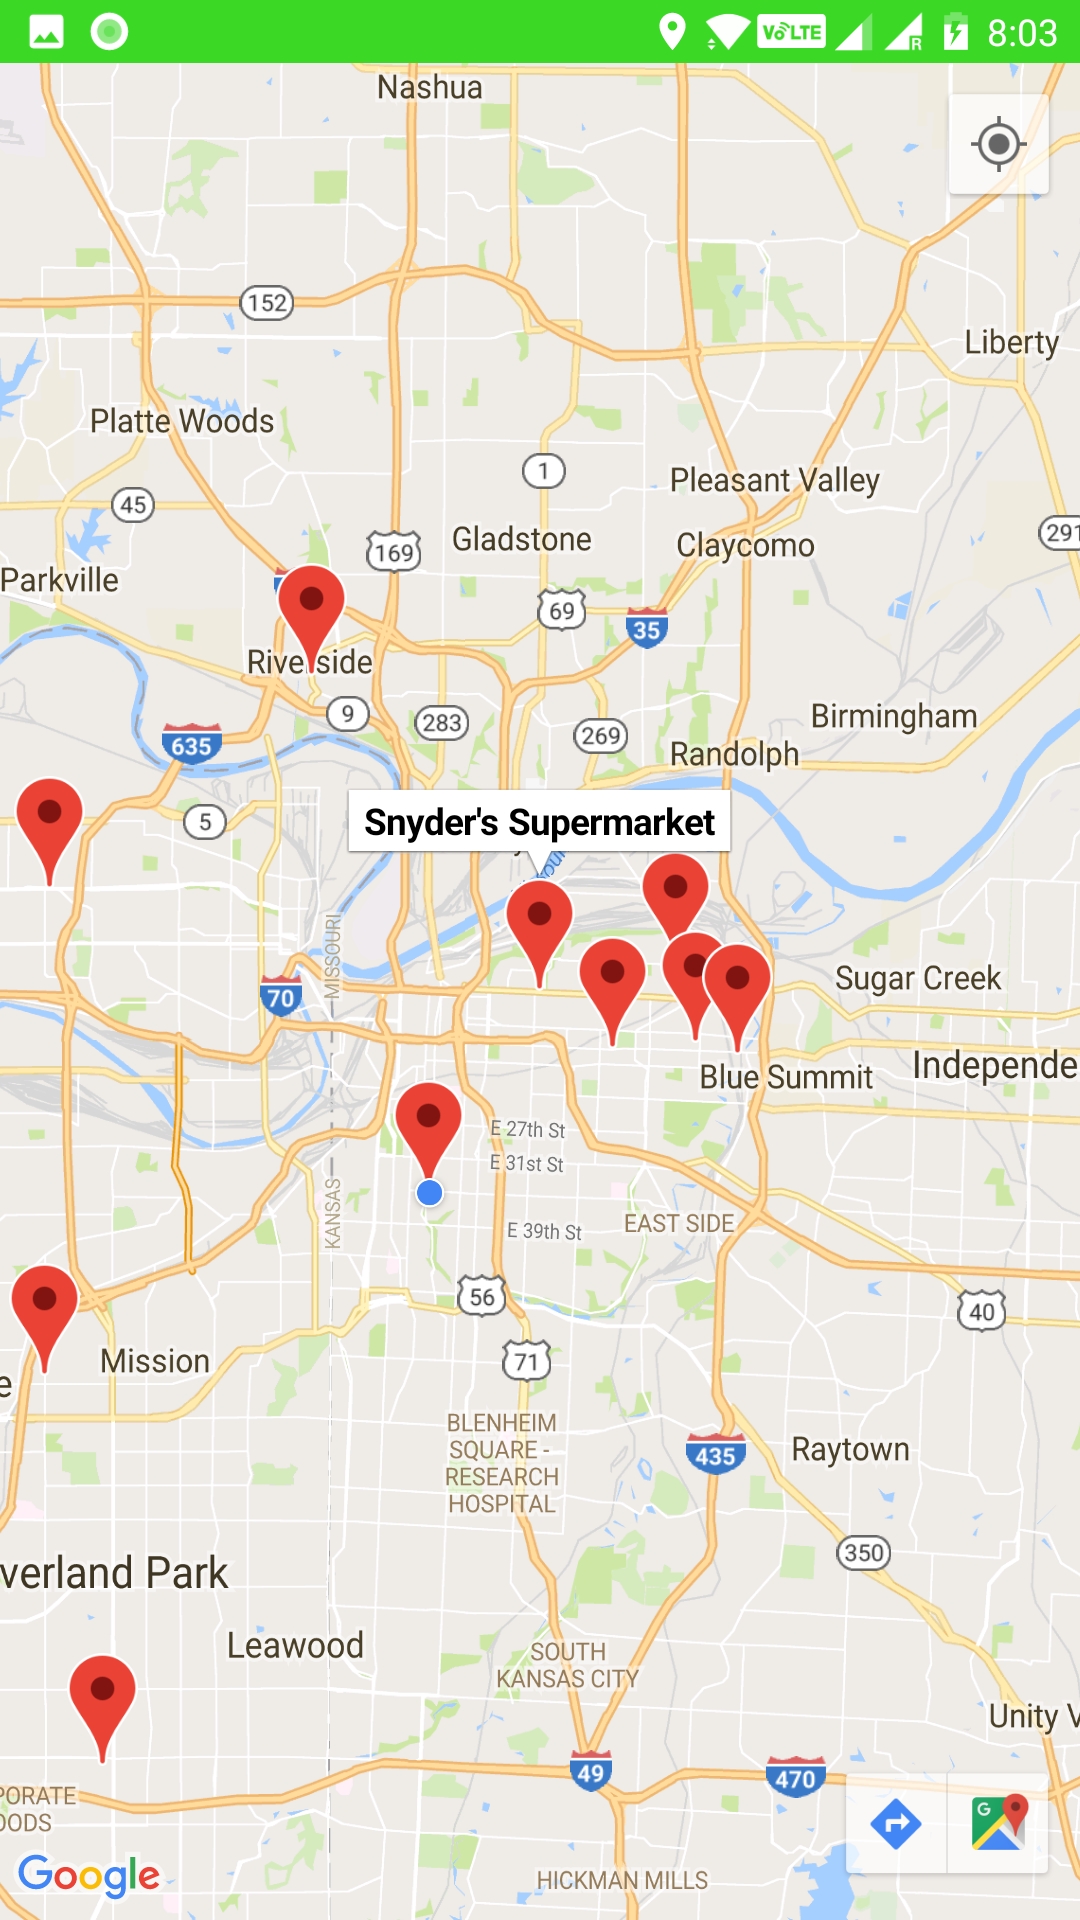 VoLTE R 8:03
Nashua
152
Liberty
Platte Woods
1
Pleasant Valley
45
291
169
Gladstone
Claycomo
Parkville
69
35
Riverside
9
283
269
Birmingham
635
Randolph
5
Snyder's Supermarket
MISSOURI
70
Sugar Creek
Blue Summit
Independe
E 27th St
E 31st St
KANSAS
E 39th St
EAST SIDE
56
40
71
Mission
e
BLENHEIM
SQUARE -
RESEARCH
HOSPITAL
435
Raytown
350
verland Park
Leawood
SOUTH
KANSAS CITY
Unity V
49
470
PORATE
OODS
G
Google
HICKMAN MILLS